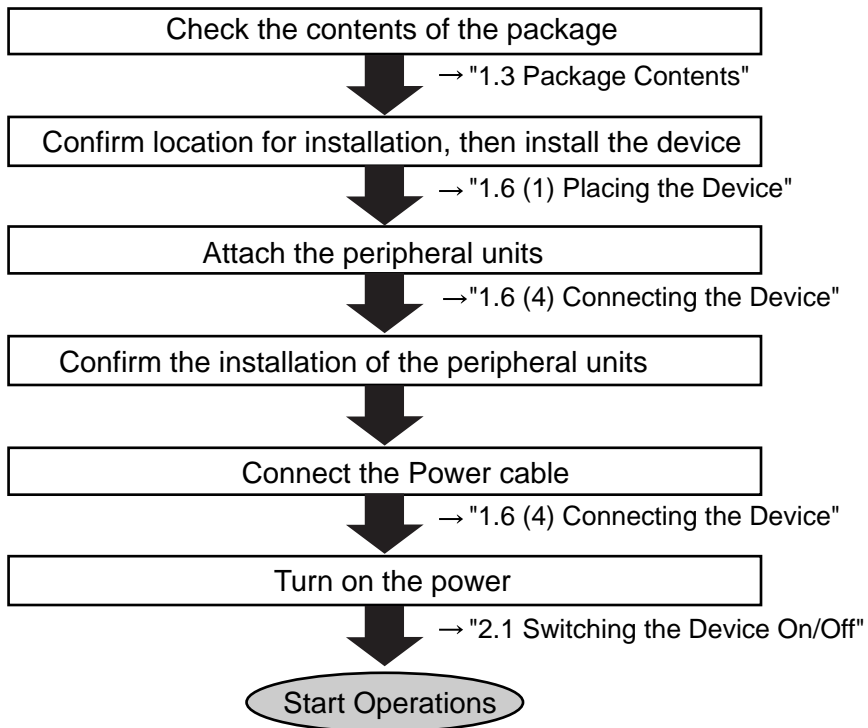 Check the contents of the package
→ "1.3 Package Contents"
Confirm location for installation, then install the device
→ "1.6 (1) Placing the Device"
Attach the peripheral units
→"1.6 (4) Connecting the Device"
Confirm the installation of the peripheral units
Connect the Power cable
→ "1.6 (4) Connecting the Device"
Turn on the power
→ "2.1 Switching the Device On/Off"
Start Operations